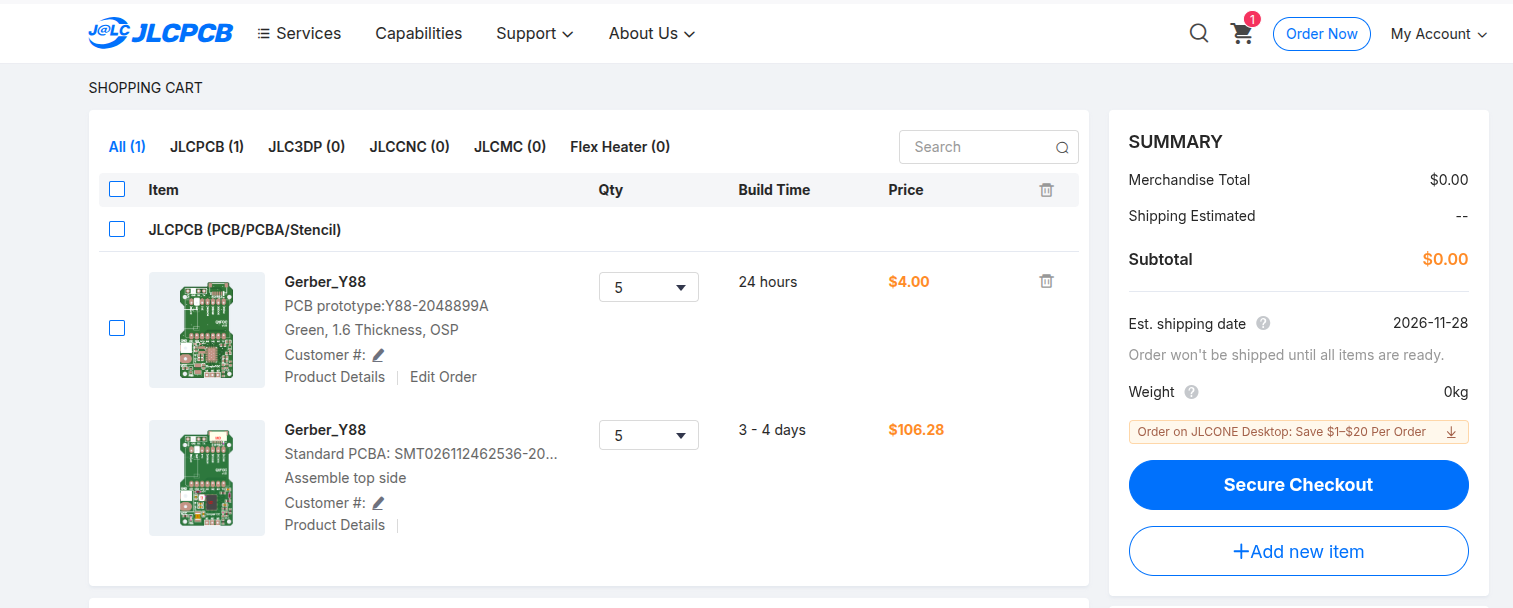 J@LC JLCPCB Services Capabilities Support About Us 1 Order Now My Account
SHOPPING CART
All (1) JLCPCB (1) JLC3DP (0) JLCCNC (0) JLCMC (0) Flex Heater (0) Search
Item Qty Build Time Price
JLCPCB (PCB/PCBA/Stencil)
Gerber_Y88 5 24 hours $4.00
PCB prototype:Y88-2048899A
Green, 1.6 Thickness, OSP
Customer #:
Product Details | Edit Order
Gerber_Y88 5 3 - 4 days $106.28
Standard PCBA: SMT026112462536-20...
Assemble top side
Customer #:
Product Details |
SUMMARY
Merchandise Total $0.00
Shipping Estimated --
Subtotal $0.00
Est. shipping date ? 2026-11-28
Order won't be shipped until all items are ready.
Weight ? 0kg
Order on JLCONE Desktop: Save $1–$20 Per Order
Secure Checkout
+Add new item